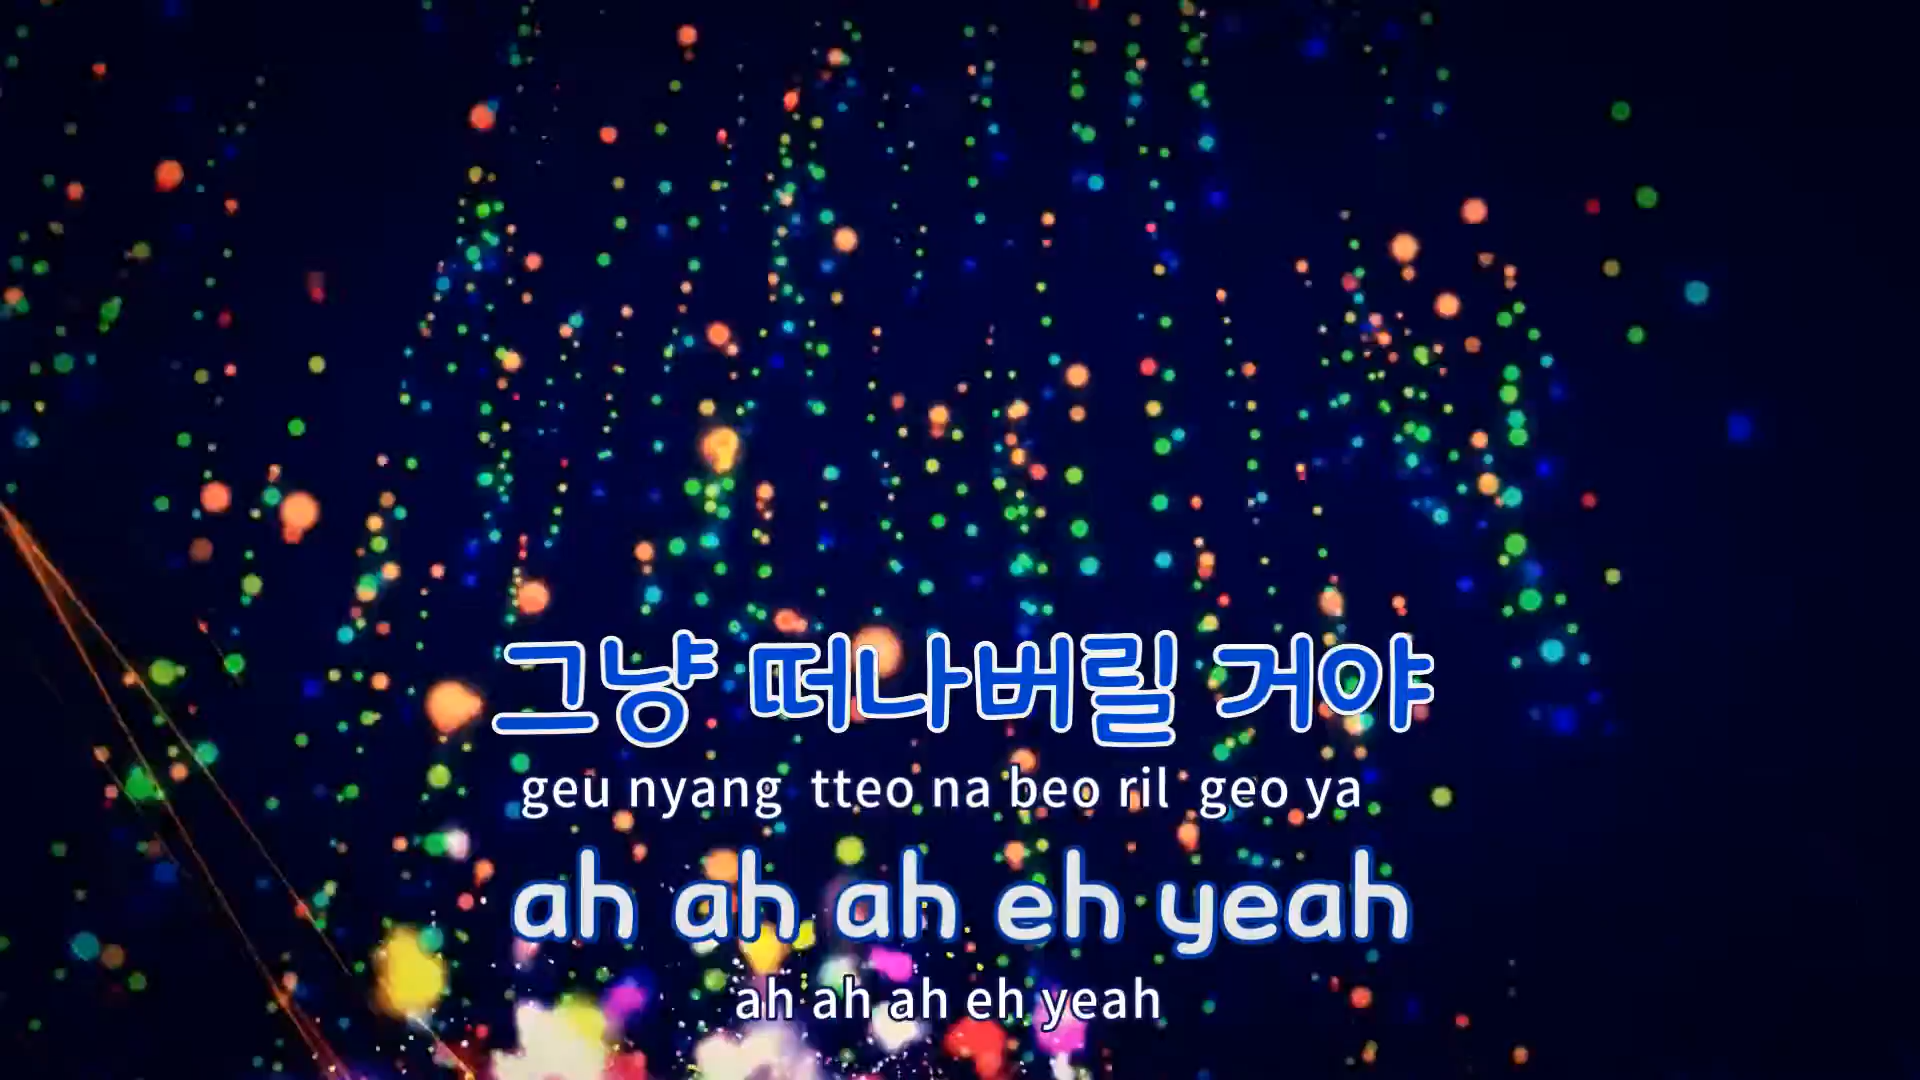 그냥 떠나버릴 거야
geu nyang tteo na beo ril geo ya
ah ah ah eh yeah
ah ah ah eh yeah